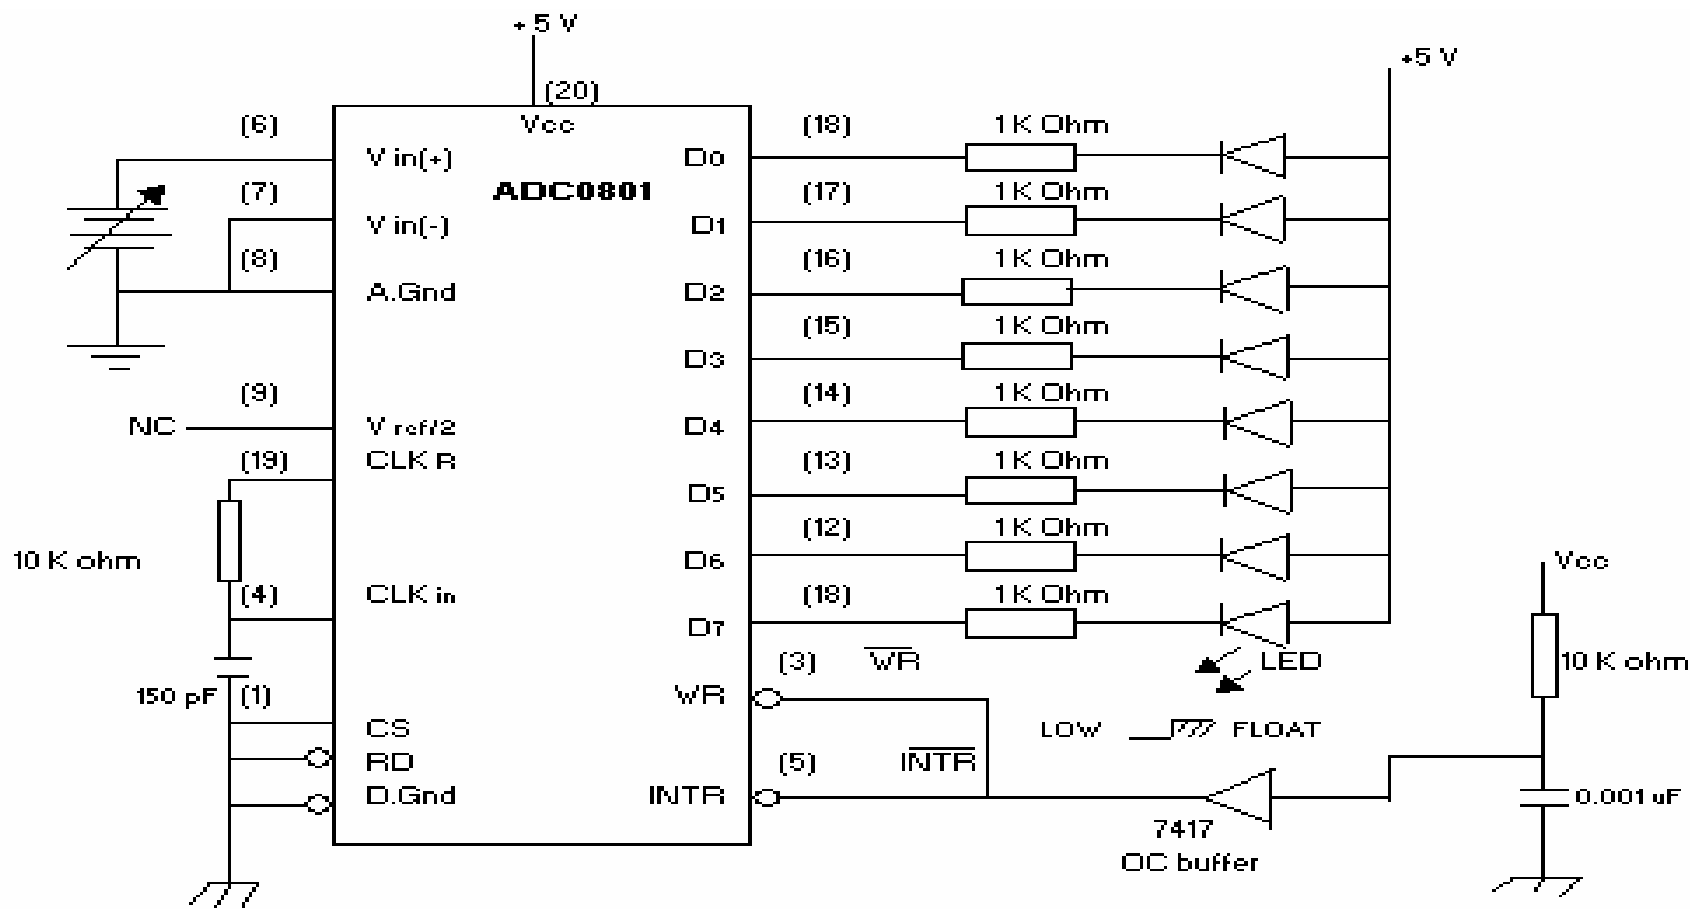 + 5 V
+5 V
(20)
Vcc
ADC0801
(6)
V in(+)
(7)
V in(-)
(8)
A.Gnd
(9)
NC
V ref/2
(19)
CLK R
10 K ohm
(4)
CLK in
150 pF
(1)
CS
RD
D.Gnd
D0
(18)
1K Ohm
D1
(17)
1K Ohm
D2
(16)
1K Ohm
D3
(15)
1K Ohm
D4
(14)
1K Ohm
D5
(13)
1K Ohm
D6
(12)
1K Ohm
D7
(18)
1K Ohm
LED
WR
(3)
WR
LOW
FLOAT
INTR
(5)
INTR
7417
OC buffer
Vcc
10 K ohm
0.001 uF